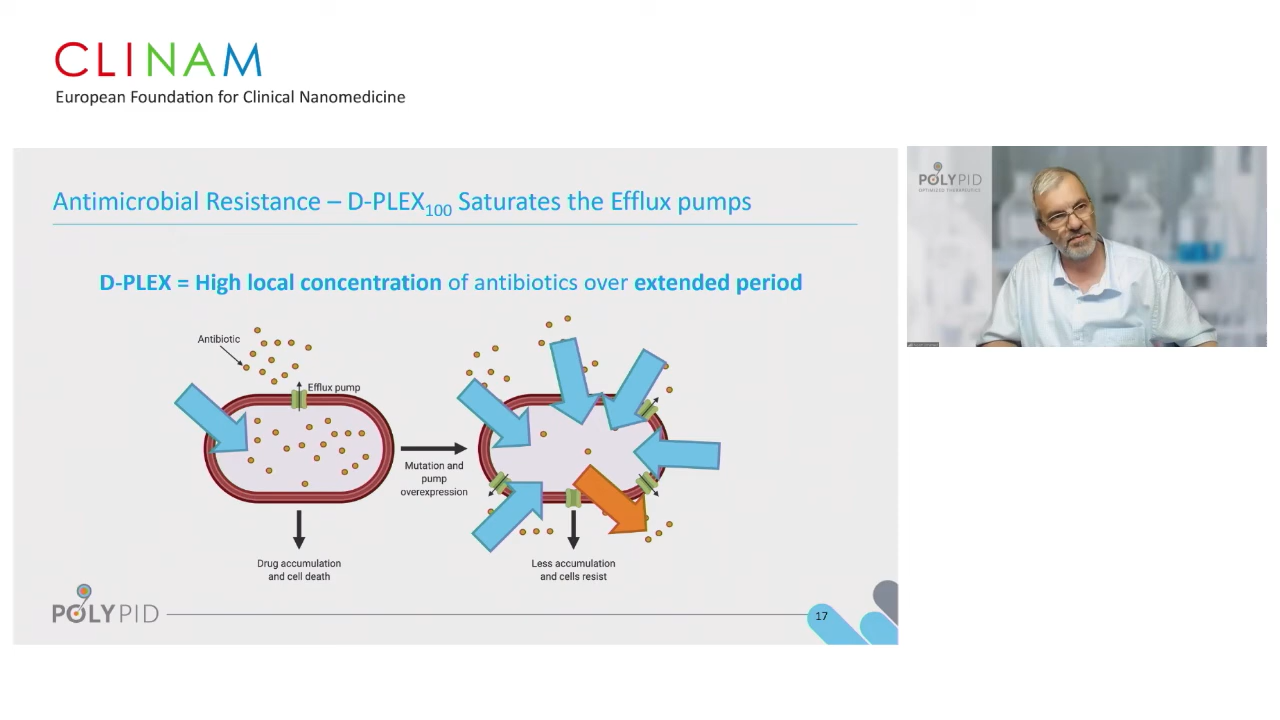 CLINAM
European Foundation for Clinical Nanomedicine
Antimicrobial Resistance – D-PLEX100 Saturates the Efflux pumps
D-PLEX = High local concentration of antibiotics over extended period
Antibiotic
Efflux pump
Mutation and
pump
overexpression
Drug accumulation
and cell death
Less accumulation
and cells resist
POLYPID
17
POLYPID
OPTIMIZED THERAPEUTICS